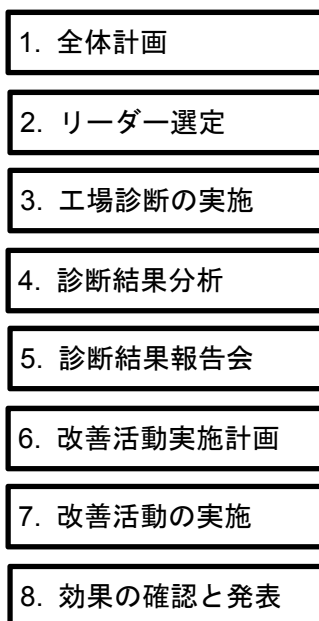 1. 全体計画
2. リーダー選定
3. 工場診断の実施
4. 診断結果分析
5. 診断結果報告会
6. 改善活動実施計画
7. 改善活動の実施
8. 効果の確認と発表